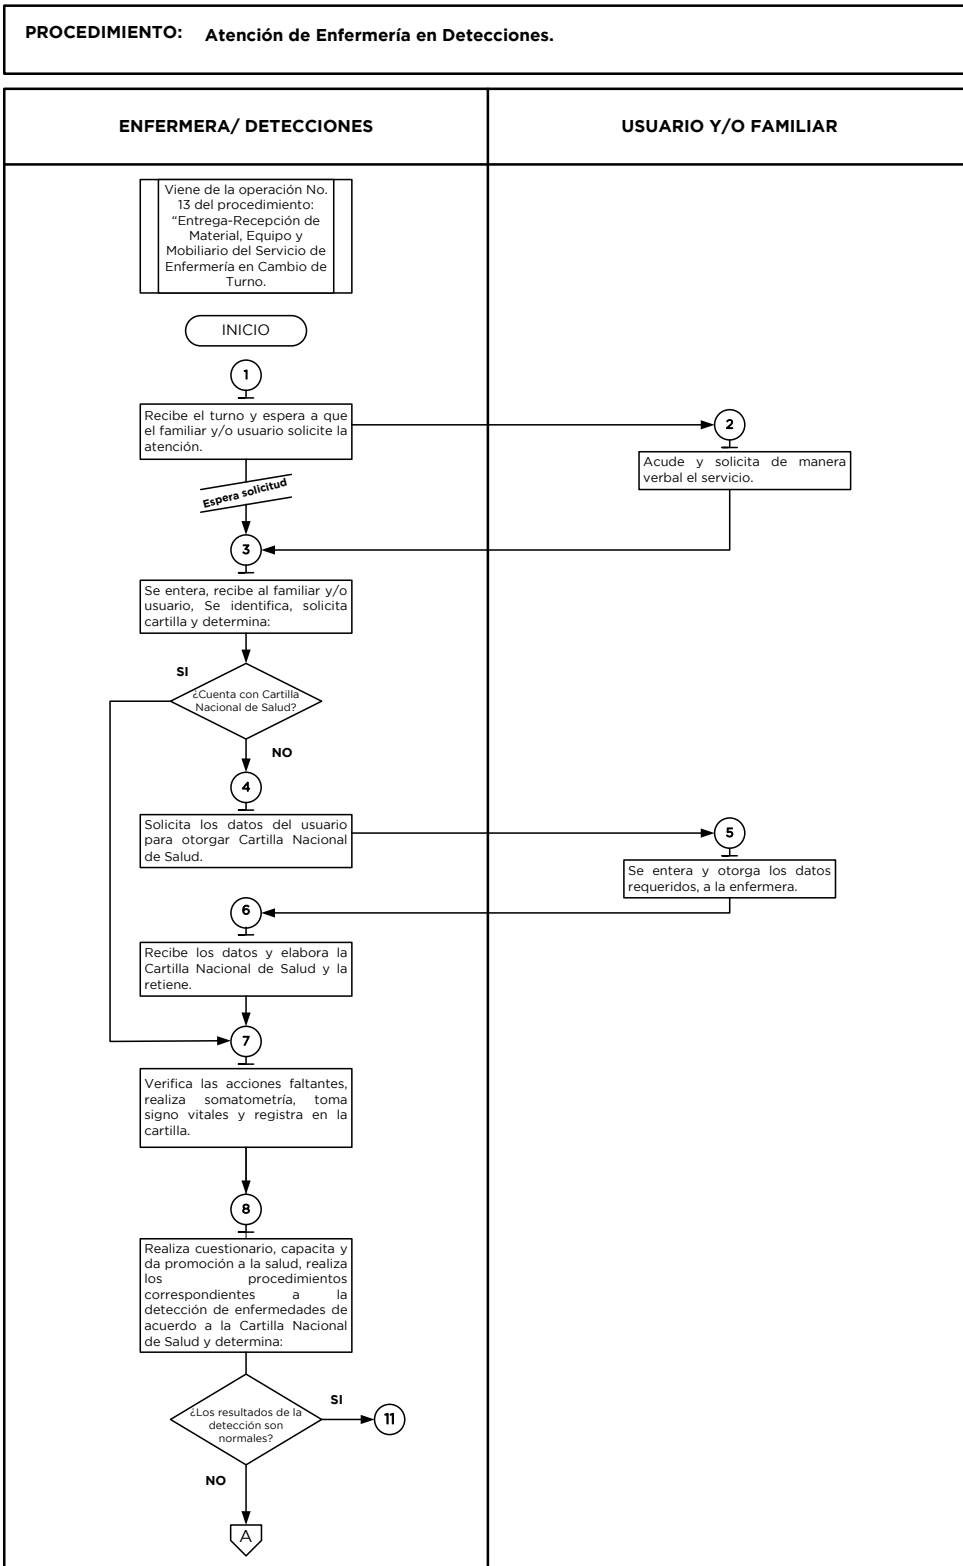 PROCEDIMIENTO: Atención de Enfermería en Detecciones.
ENFERMERA/ DETECCIONES
USUARIO Y/O FAMILIAR
Viene de la operación No.
13 del procedimiento:
“Entrega-Recepción de
Material, Equipo y
Mobiliario del Servicio de
Enfermería en Cambio de
Turno.
INICIO
1
Recibe el turno y espera a que
el familiar y/o usuario solicite la
atención.
2
Acude y solicita de manera
verbal el servicio.
Espera solicitud
3
Se entera, recibe al familiar y/o
usuario, Se identifica, solicita
cartilla y determina:
SI
¿Cuenta con Cartilla
Nacional de Salud?
NO
4
Solicita los datos del usuario
para otorgar Cartilla Nacional
de Salud.
5
Se entera y otorga los datos
requeridos, a la enfermera.
6
Recibe los datos y elabora la
Cartilla Nacional de Salud y la
retiene.
7
Verifica las acciones faltantes,
realiza somatometría, toma
signo vitales y registra en la
cartilla.
8
Realiza cuestionario, capacita y
da promoción a la salud, realiza
los procedimientos
correspondientes a la
detección de enfermedades de
acuerdo a la Cartilla Nacional
de Salud y determina:
¿Los resultados de la
detección son
normales?
SI
11
NO
A